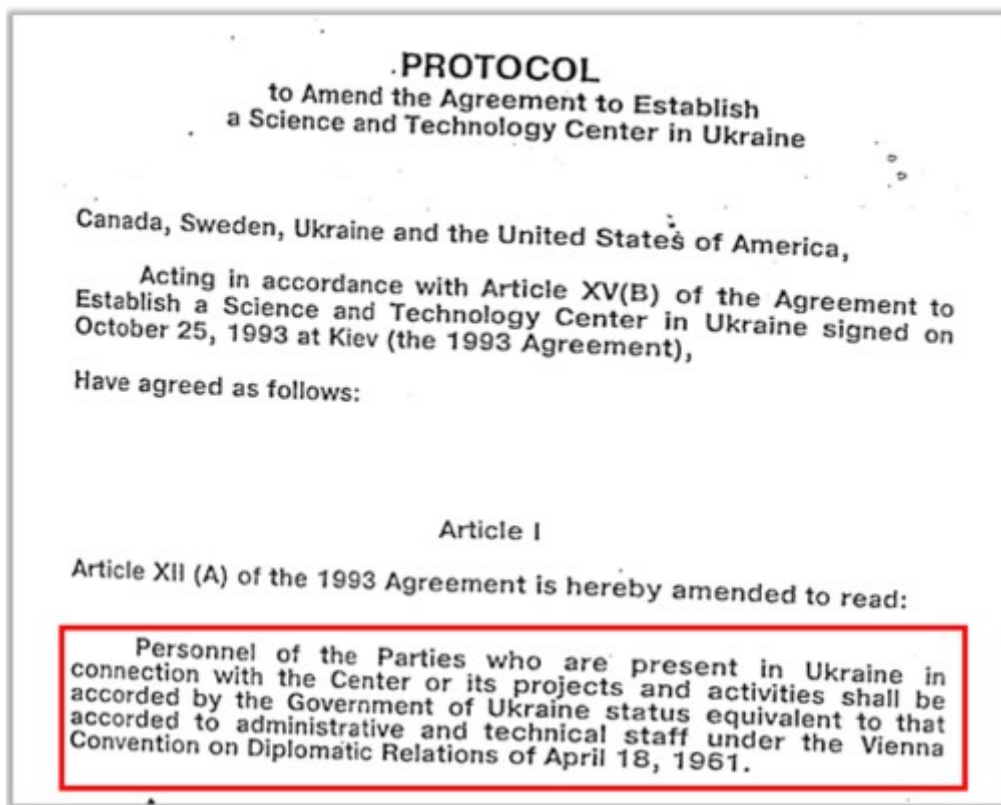 PROTOCOL
to Amend the Agreement to Establish
a Science and Technology Center in Ukraine
Canada, Sweden, Ukraine and the United States of America,
Acting in accordance with Article XV(B) of the Agreement to
Establish a Science and Technology Center in Ukraine signed on
October 25, 1993 at Kiev (the 1993 Agreement),
Have agreed as follows:
Article I
Article XII (A) of the 1993 Agreement is hereby amended to read:
Personnel of the Parties who are present in Ukraine in
connection with the Center or its projects and activities shall be
accorded by the Government of Ukraine status equivalent to that
accorded to administrative and technical staff under the Vienna
Convention on Diplomatic Relations of April 18, 1961.